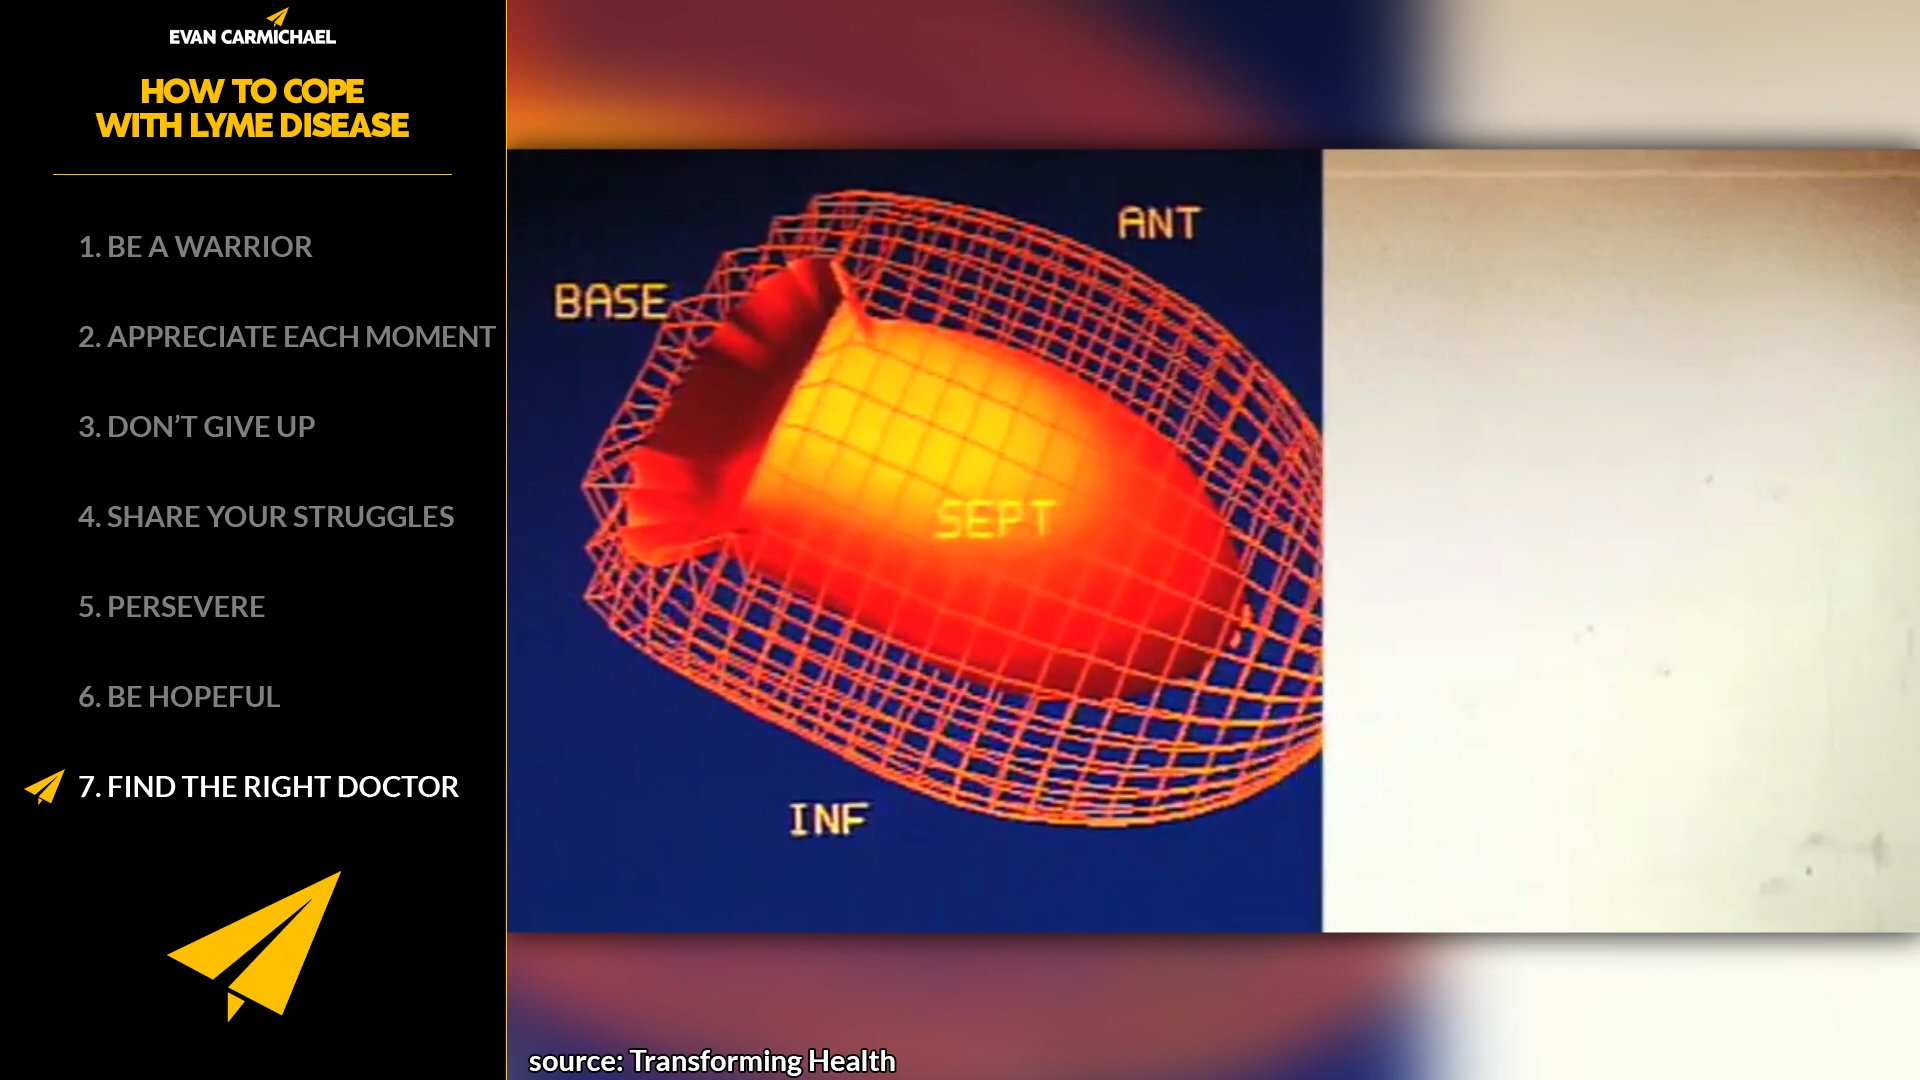 EVAN CARMICHAEL
HOW TO COPE
WITH LYME DISEASE
1. BE A WARRIOR
2. APPRECIATE EACH MOMENT
3. DON’T GIVE UP
4. SHARE YOUR STRUGGLES
5. PERSEVERE
6. BE HOPEFUL
7. FIND THE RIGHT DOCTOR
ANT
BASE
SEPT
INF
source: Transforming Health